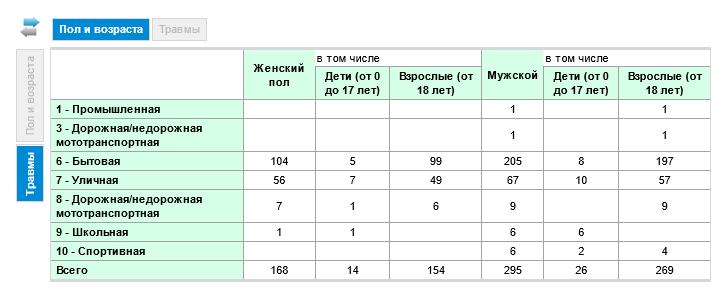 Пол и возраста Травмы
Пол и возраста
Травмы
Женский пол в том числе Мужской в том числе
Дети (от 0 до 17 лет) Взрослые (от 18 лет) Дети (от 0 до 17 лет) Взрослые (от 18 лет)
1 - Промышленная 1 1
3 - Дорожная/недорожная
мототранспортная 1 1
6 - Бытовая 104 5 99 205 8 197
7 - Уличная 56 7 49 67 10 57
8 - Дорожная/недорожная
мототранспортная 7 1 6 9 9
9 - Школьная 1 1 6 6
10 - Спортивная 6 2 4
Всего 168 14 154 295 26 269